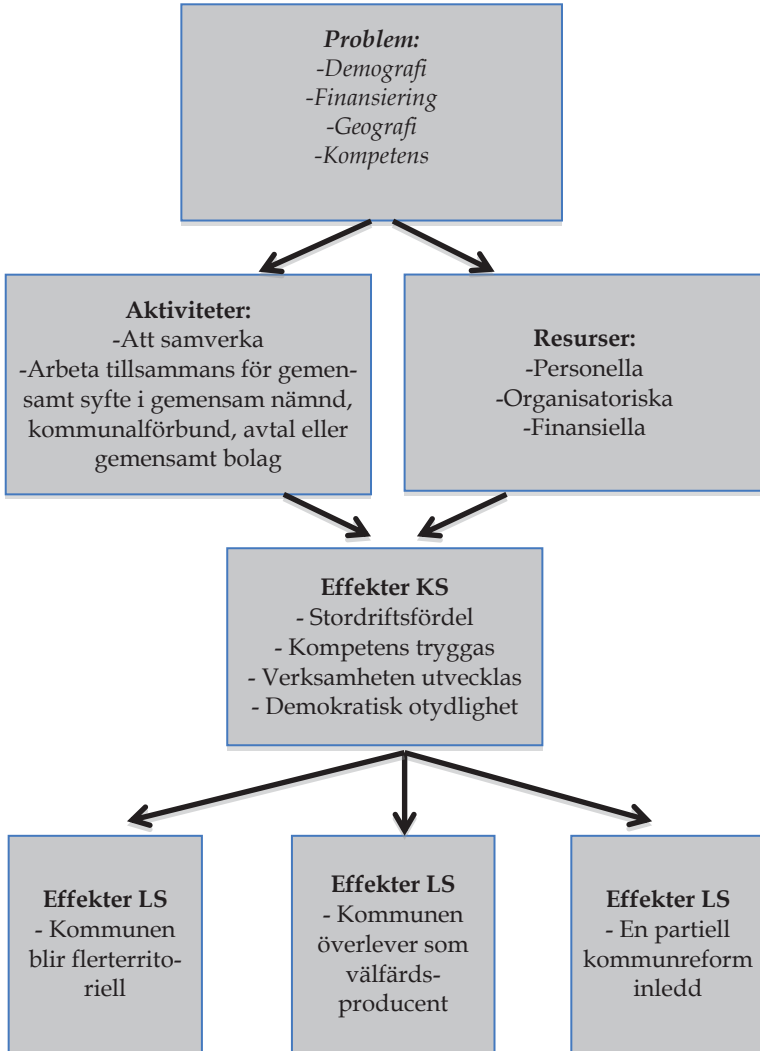 Problem:
-Demografi
-Finansiering
-Geografi
-Kompetens
Aktiviteter:
-Att samverka
-Arbeta tillsammans för gemen-
samt syfte i gemensam nämnd,
kommunalförbund, avtal eller
gemensamt bolag
Resurser:
-Personella
-Organisatoriska
-Finansiella
Effekter KS
- Stordriftsfördel
- Kompetens tryggas
- Verksamheten utvecklas
- Demokratisk otydlighet
Effekter LS
- Kommunen
blir flerterrito-
riell
Effekter LS
- Kommunen
överlever som
välfärds-
producent
Effekter LS
- En partiell
kommunreform
inledd